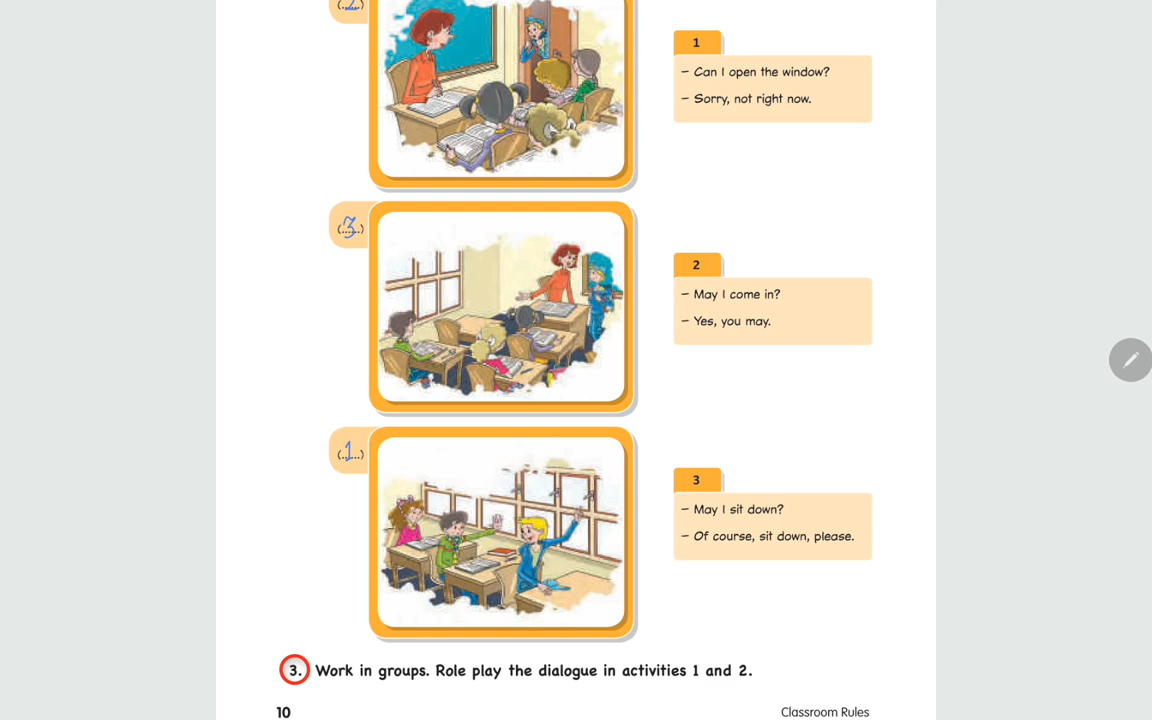 (.2.)
1
– Can I open the window?
– Sorry, not right now.
(.3.)
2
– May I come in?
– Yes, you may.
(.1.)
3
– May I sit down?
– Of course, sit down, please.
3. Work in groups. Role play the dialogue in activities 1 and 2.
10
Classroom Rules